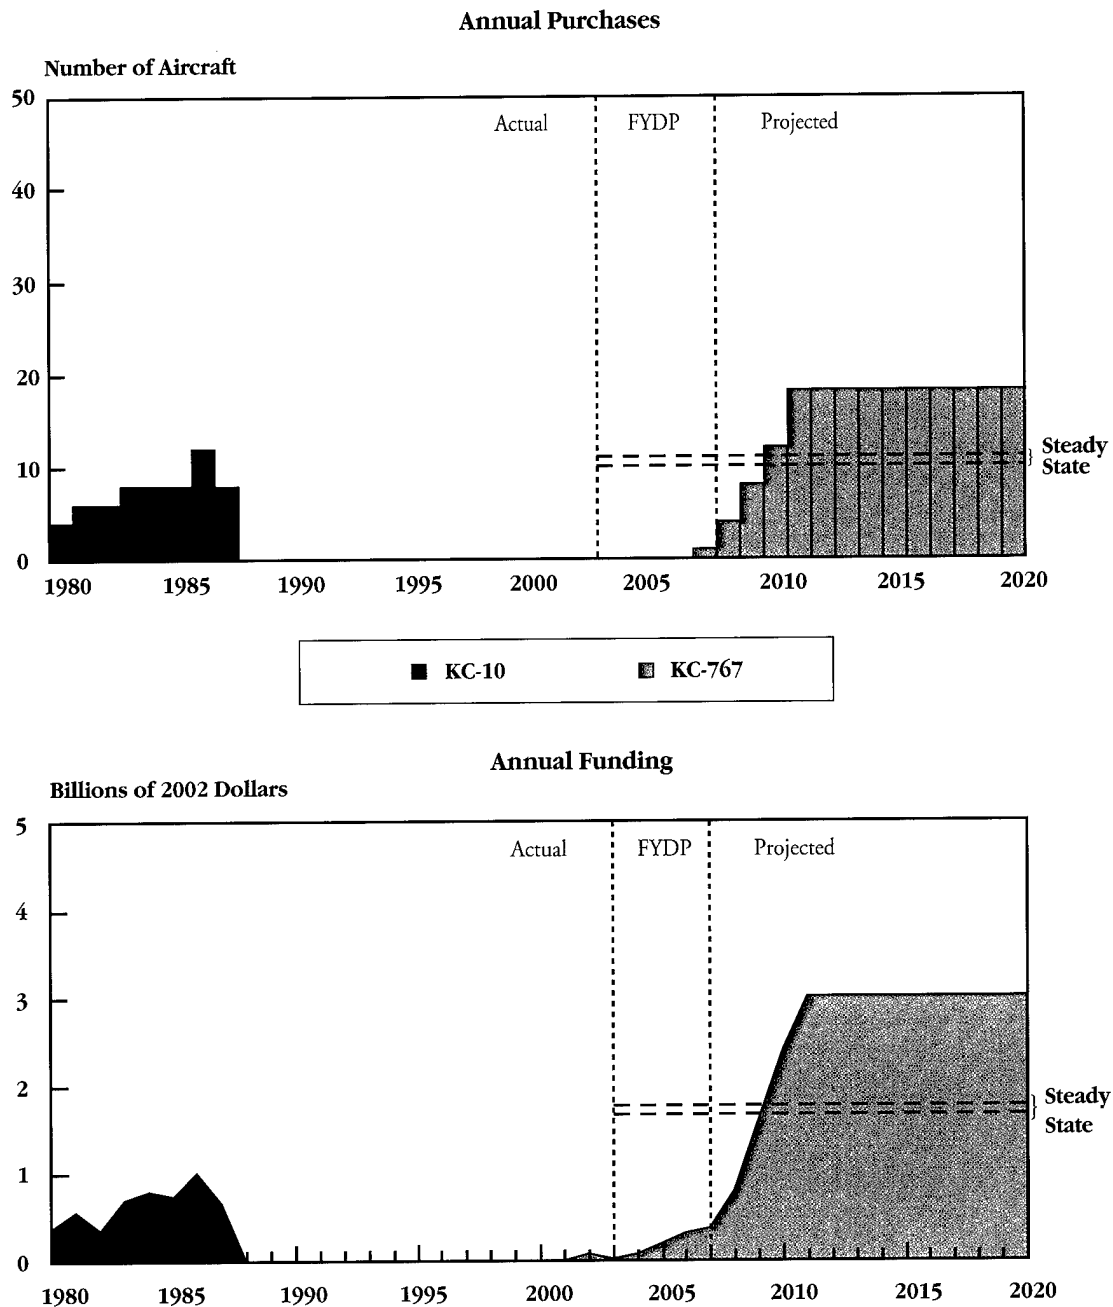 Annual Purchases
Number of Aircraft
50
40
30
20
10
0
Actual
FYDP
Projected
Steady
State
1980 1985 1990 1995 2000 2005 2010 2015 2020
KC-10 KC-767
Annual Funding
Billions of 2002 Dollars
5
4
3
2
1
0
Actual
FYDP
Projected
Steady
State
1980 1985 1990 1995 2000 2005 2010 2015 2020